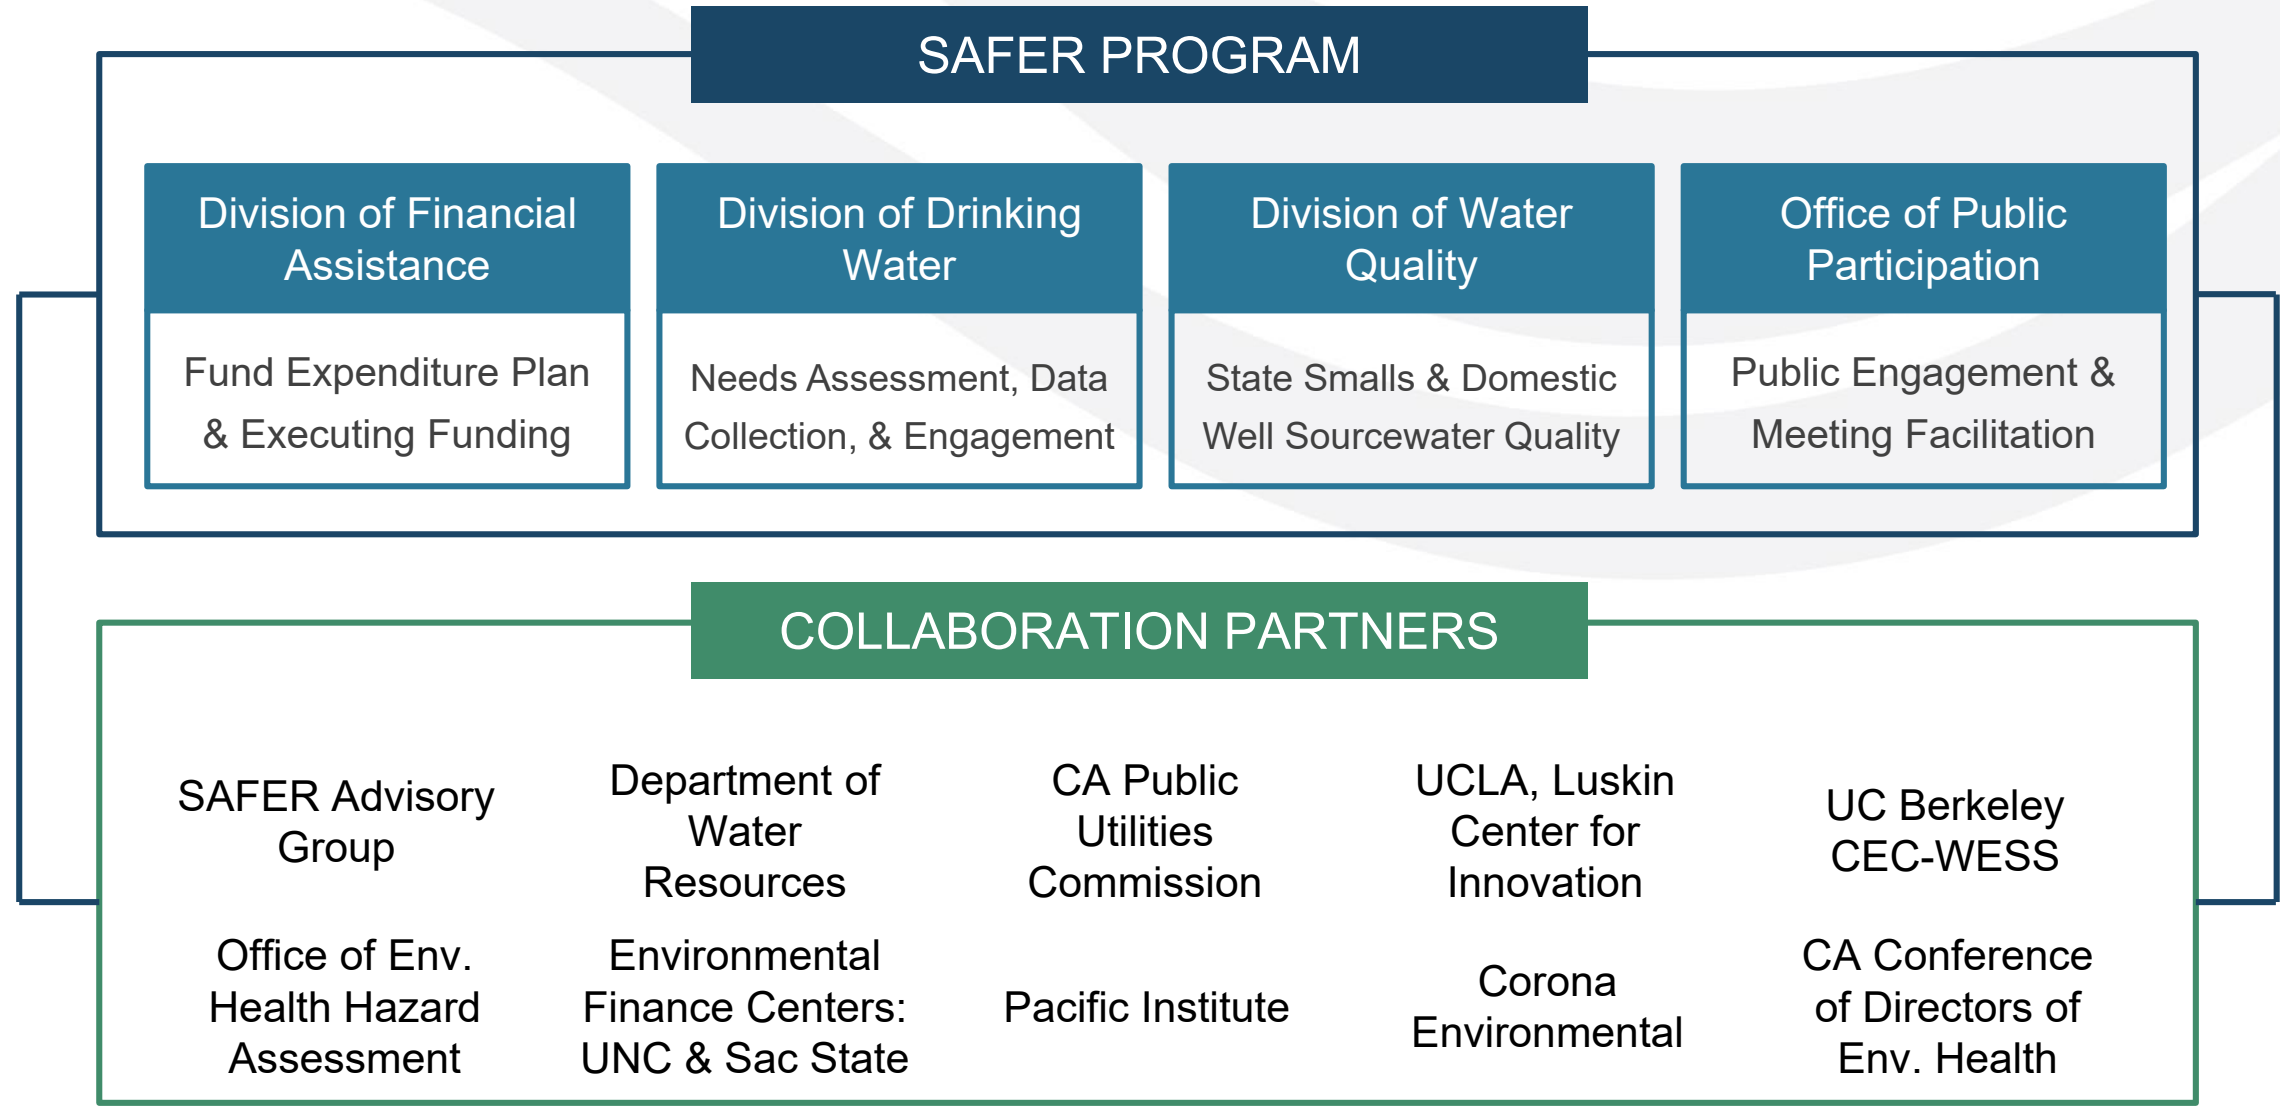 SAFER PROGRAM
Division of Financial
Assistance
Fund Expenditure Plan
& Executing Funding
Division of Drinking
Water
Needs Assessment, Data
Collection, & Engagement
Division of Water
Quality
State Smalls & Domestic
Well Sourcewater Quality
Office of Public
Participation
Public Engagement &
Meeting Facilitation
COLLABORATION PARTNERS
SAFER Advisory
Group
Department of
Water
Resources
CA Public
Utilities
Commission
UCLA, Luskin
Center for
Innovation
UC Berkeley
CEC-WESS
Office of Env.
Health Hazard
Assessment
Environmental
Finance Centers:
UNC & Sac State
Pacific Institute
Corona
Environmental
CA Conference
of Directors of
Env. Health